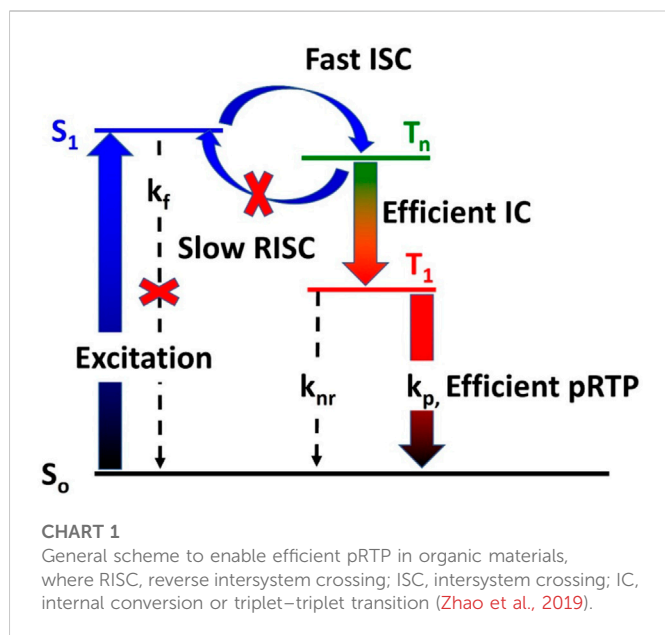 Fast ISC
S1
Tn
kf
Efficient IC
Slow RISC
T1
Excitation
knr
kp, Efficient pRTP
So
CHART 1
General scheme to enable efficient pRTP in organic materials,
where RISC, reverse intersystem crossing; ISC, intersystem crossing; IC,
internal conversion or triplet–triplet transition (Zhao et al., 2019).